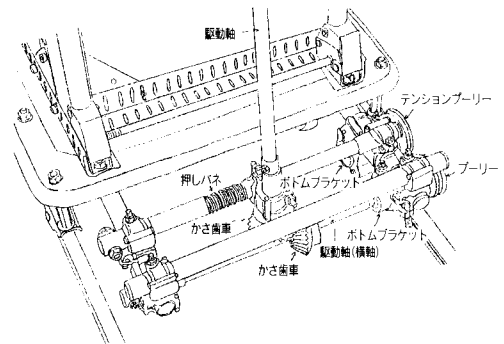 駆動軸
テンションプーリー
プーリー
押しバネ
ボトムブラケット
かさ歯車
ボトムブラケット
駆動軸(横軸)
かさ歯車